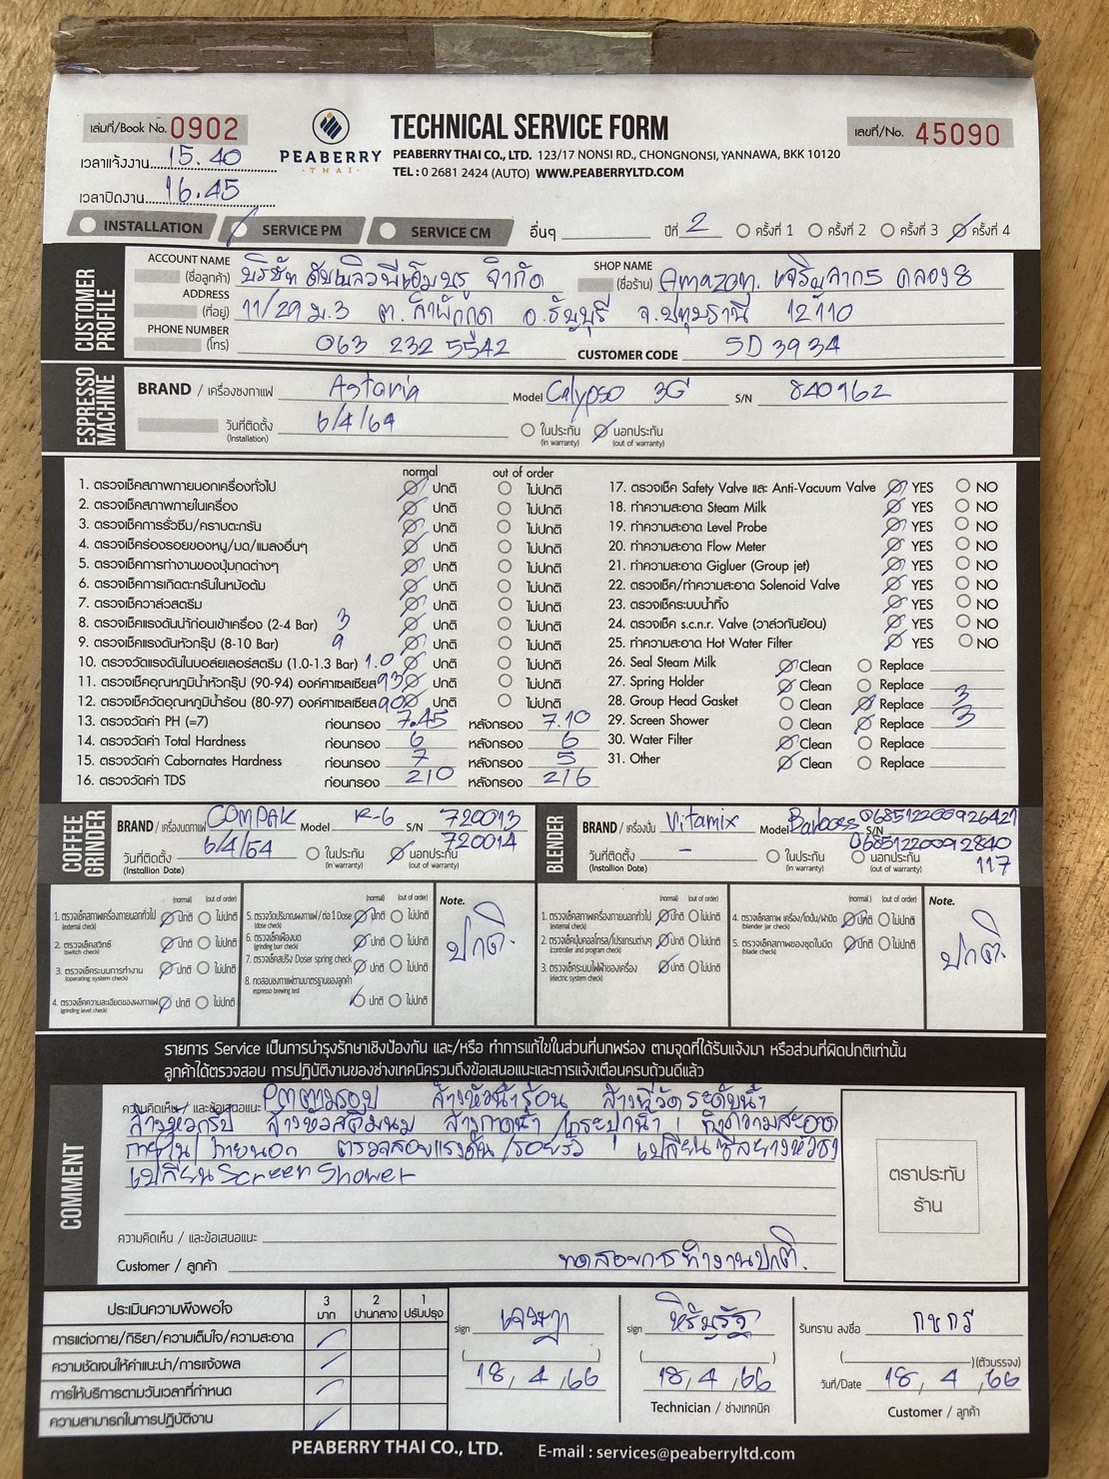 เล่มที่/Book No. 0902
PEABERRY
THAI
TECHNICAL SERVICE FORM
เลขที่/No. 45090
เวลาแจ้งงาน 15.40
PEABERRY THAI CO., LTD. 123/17 NONSI RD., CHONGNONSI, YANNAWA, BKK 10120
TEL : 0 2681 2424 (AUTO) WWW.PEABERRYLTD.COM
เวลาปิดงาน 16.45
INSTALLATION SERVICE PM SERVICE CM อื่นๆ ปีที่ 2 ครั้งที่ 1 ครั้งที่ 2 ครั้งที่ 3 ครั้งที่ 4
CUSTOMER PROFILE
ACCOUNT NAME (ชื่อลูกค้า) บริษัท ดับเบิลวีพีเอ็มบรู จำกัด SHOP NAME (ชื่อร้าน) Amazon. เจริญลาภ5 คลอง8
ADDRESS (ที่อยู่) 11/29 ม.3 ต.ลำผักกูด อ.ธัญบุรี จ.ปทุมธานี 12110
PHONE NUMBER (โทร) 063 232 5542 CUSTOMER CODE SD 3934
ESPRESSO MACHINE
BRAND / เครื่องชงกาแฟ Astoria Model Calypso 3G S/N 840962
วันที่ติดตั้ง (Installation) 6/4/64 ในประกัน (in warranty) นอกประกัน (out of warranty)
normal out of order
1. ตรวจเช็คสภาพภายนอกเครื่องทั่วไป ปกติ ไม่ปกติ
2. ตรวจเช็คสภาพภายในเครื่อง ปกติ ไม่ปกติ
3. ตรวจเช็คการรั่วซึม/คราบตะกรัน ปกติ ไม่ปกติ
4. ตรวจเช็คร่องรอยของหนู/มด/แมลงอื่นๆ ปกติ ไม่ปกติ
5. ตรวจเช็คการทำงานของปุ่มกดต่างๆ ปกติ ไม่ปกติ
6. ตรวจเช็คการเกิดตะกรันในหม้อต้ม ปกติ ไม่ปกติ
7. ตรวจเช็ควาล์วสตรีม ปกติ ไม่ปกติ
8. ตรวจเช็คแรงดันน้ำก่อนเข้าเครื่อง (2-4 Bar) 3 ปกติ ไม่ปกติ
9. ตรวจเช็คแรงดันหัวกรุ๊ป (8-10 Bar) 9 ปกติ ไม่ปกติ
10. ตรวจวัดแรงดันในบอล์ยเลอร์สตรีม (1.0-1.3 Bar) 1.0 ปกติ ไม่ปกติ
11. ตรวจเช็คอุณหภูมิน้ำหัวกรุ๊ป (90-94) องศาเซลเซียส 93 ปกติ ไม่ปกติ
12. ตรวจเช็ควัดอุณหภูมิน้ำร้อน (80-97) องศาเซลเซียส 90 ปกติ ไม่ปกติ
13. ตรวจวัดค่า PH (=7) ก่อนกรอง 7.45 หลังกรอง 7.10
14. ตรวจวัดค่า Total Hardness ก่อนกรอง 6 หลังกรอง 6
15. ตรวจวัดค่า Cabornates Hardness ก่อนกรอง 7 หลังกรอง 5
16. ตรวจวัดค่า TDS ก่อนกรอง 210 หลังกรอง 216
17. ตรวจเช็ค Safety Valve และ Anti-Vacuum Valve YES NO
18. ทำความสะอาด Steam Milk YES NO
19. ทำความสะอาด Level Probe YES NO
20. ทำความสะอาด Flow Meter YES NO
21. ทำความสะอาด Gigluer (Group jet) YES NO
22. ตรวจเช็ค/ทำความสะอาด Solenoid Valve YES NO
23. ตรวจเช็คระบบน้ำทิ้ง YES NO
24. ตรวจเช็ค s.c.n.r. Valve (วาล์วกันย้อน) YES NO
25. ทำความสะอาด Hot Water Filter YES NO
26. Seal Steam Milk Clean Replace
27. Spring Holder Clean Replace
28. Group Head Gasket Clean Replace 3
29. Screen Shower Clean Replace 3
30. Water Filter Clean Replace
31. Other Clean Replace
COFFEE GRINDER
BRAND / เครื่องบดกาแฟ COMPAK Model R-6 S/N 720013
720014
วันที่ติดตั้ง (Installion Date) 6/4/64 ในประกัน (in warranty) นอกประกัน (out of warranty)
BLENDER
BRAND / เครื่องปั่น Vitamix Model S/N 068512200926421
วันที่ติดตั้ง (Installion Date) - ในประกัน (in warranty) นอกประกัน (out of warranty) 06851220092840
117
(normal) (out of order)
1. ตรวจเช็คสภาพเครื่องภายนอกทั่วไป (external check) ปกติ ไม่ปกติ
2. ตรวจเช็คสวิทซ์ (switch check) ปกติ ไม่ปกติ
3. ตรวจเช็คระบบการทำงาน (operating system check) ปกติ ไม่ปกติ
4. ตรวจเช็คความละเอียดของผงกาแฟ (grinding level check) ปกติ ไม่ปกติ
(normal) (out of order)
5. ตรวจวัดปริมาณผงกาแฟ/ต่อ 1 Dose (dose check) ปกติ ไม่ปกติ
6. ตรวจเช็คเฟืองบด (grinding burr check) ปกติ ไม่ปกติ
7. ตรวจเช็คสปริง Doser spring check ปกติ ไม่ปกติ
8. ทดสอบชงกาแฟตามมาตรฐานของลูกค้า espresso brewing test ปกติ ไม่ปกติ
Note.
ปกติ.
(normal) (out of order)
1. ตรวจเช็คสภาพเครื่องภายนอกทั่วไป (external check) ปกติ ไม่ปกติ
2. ตรวจเช็คปุ่มคอลโทรล/โปรแกรมต่างๆ (controller and program check) ปกติ ไม่ปกติ
3. ตรวจเช็คระบบไฟฟ้าของเครื่อง (electric system check) ปกติ ไม่ปกติ
(normal) (out of order)
4. ตรวจเช็คสภาพ เครื่อง/โถปั่น/ฝาปิด (blender jar check) ปกติ ไม่ปกติ
5. ตรวจเช็คสภาพของชุดใบมีด (blade check) ปกติ ไม่ปกติ
Note.
ปกติ.
รายการ Service เป็นการบำรุงรักษาเชิงป้องกัน และ/หรือ ทำการแก้ไขในส่วนที่บกพร่อง ตามจุดที่ได้รับแจ้งมา หรือส่วนที่ผิดปกติเท่านั้น
ลูกค้าได้ตรวจสอบ การปฏิบัติงานของช่างเทคนิครวมถึงข้อเสนอแนะและการแจ้งเตือนครบถ้วนดีแล้ว
COMMENT
ความคิดเห็น / และข้อเสนอแนะ PMตามรอบ ล้างหัวน้ำร้อน ล้างที่วัดระดับน้ำ
ล้างหัวกรุ๊ป ล้างหัวสตีมนม ล้างถาดน้ำ/กระปุกน้ำ ทำความสะอาด
ภายใน/ภายนอก ตรวจสอบแรงดัน/รอยรั่ว เปลี่ยนซีลยางหัวชง
เปลี่ยน Screen Shower
ความคิดเห็น / และข้อเสนอแนะ
Customer / ลูกค้า ทดสอบการทำงานปกติ.
ตราประทับ
ร้าน
ประเมินความพึงพอใจ 3 มาก 2 ปานกลาง 1 ปรับปรุง
การแต่งกาย/กิริยา/ความเต็มใจ/ความสะอาด
ความชัดเจนให้คำแนะนำ/การแจ้งผล
การให้บริการตามวันเวลาที่กำหนด
ความสามารถในการปฏิบัติงาน
sign เจษฎา
18, 4, 66
sign หิรัญรัฐ
18, 4, 66
Technician / ช่างเทคนิค
รับทราบ ลงชื่อ กชกร
(ตัวบรรจง)
วันที่/Date 18, 4, 66
Customer / ลูกค้า
PEABERRY THAI CO., LTD. E-mail : services@peaberryltd.com